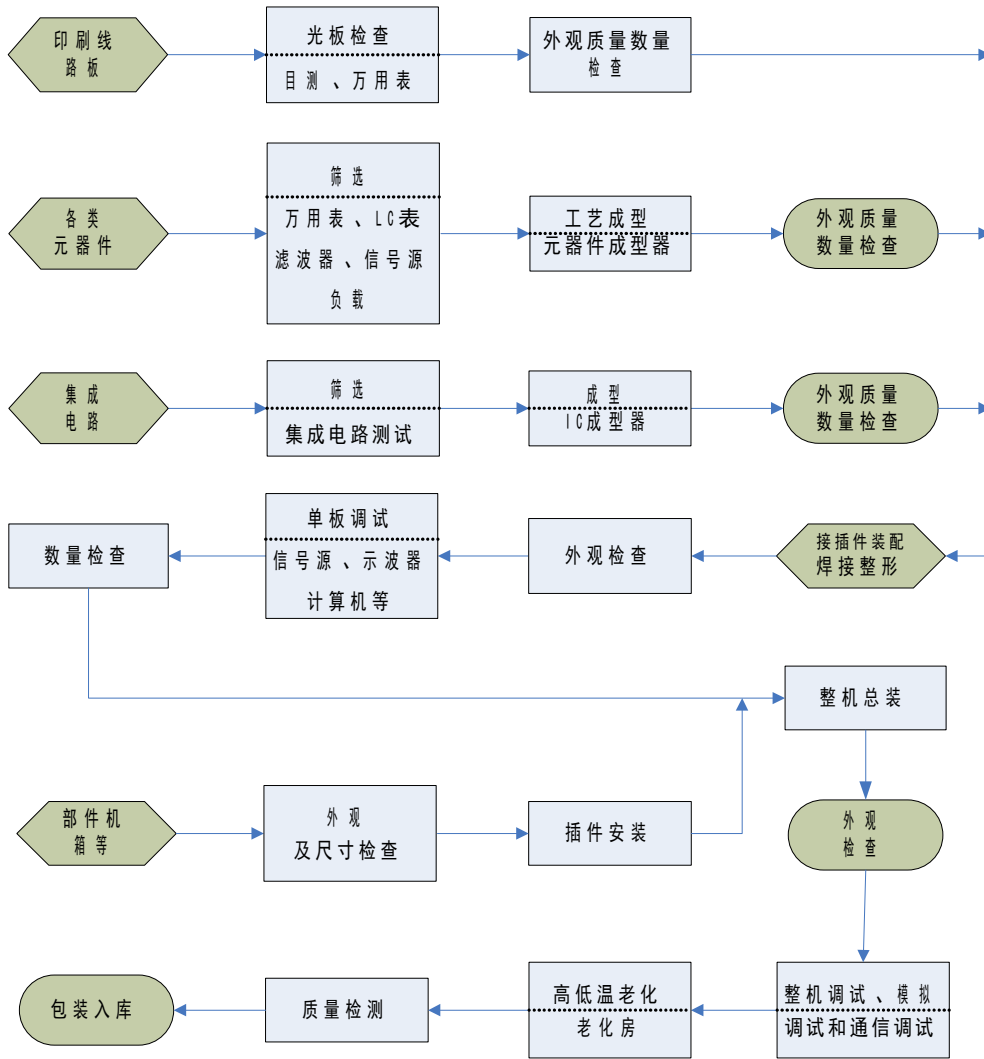 印刷线
路板
光板检查
目测、万用表
外观质量数量
检查
各类
元器件
筛选
万用表、LC表
滤波器、信号源
负载
工艺成型
元器件成型器
外观质量
数量检查
集成
电路
筛选
集成电路测试
成型
IC成型器
外观质量
数量检查
数量检查
单板调试
信号源、示波器
计算机等
外观检查
接插件装配
焊接整形
整机总装
部件机
箱等
外观
及尺寸检查
插件安装
外观
检查
包装入库
质量检测
高低温老化
老化房
整机调试、模拟
调试和通信调试